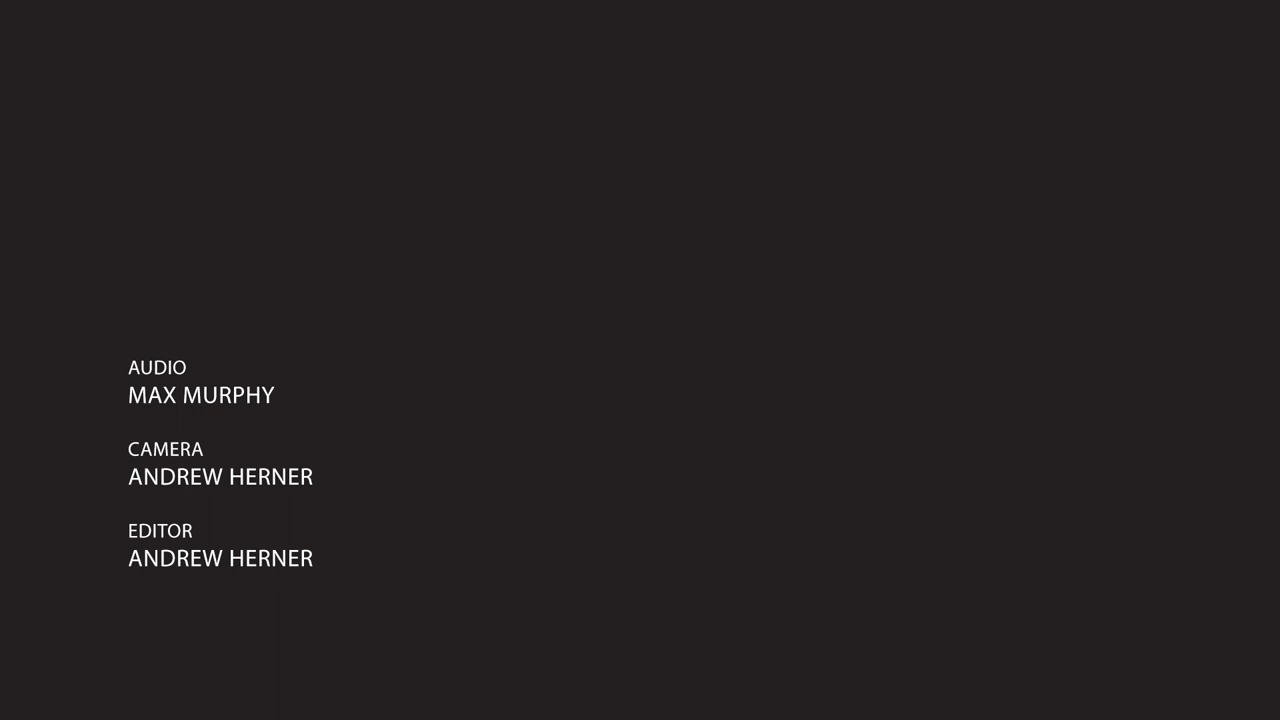 AUDIO
MAX MURPHY
CAMERA
ANDREW HERNER
EDITOR
ANDREW HERNER